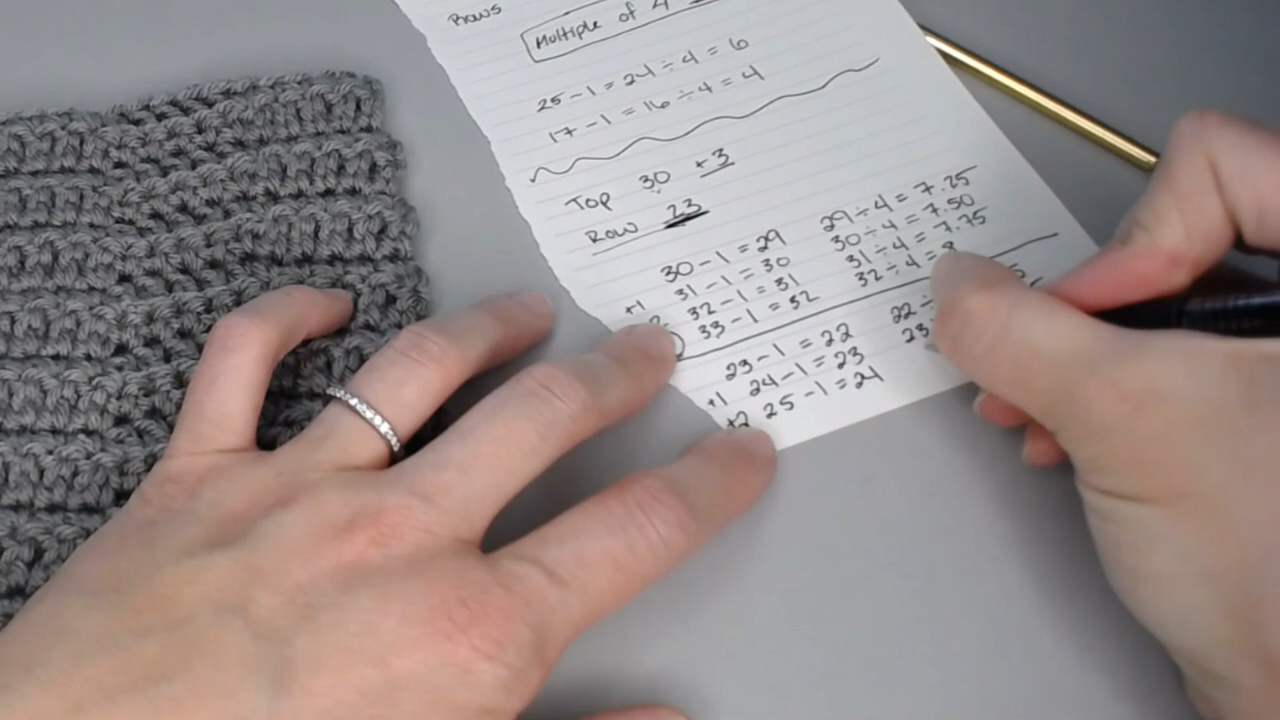 Rows
Multiple of 4
25 - 1 = 24 ÷ 4 = 6
17 - 1 = 16 ÷ 4 = 4
Top 30 +3
Row 23
30 - 1 = 29 29 ÷ 4 = 7.25
+1 31 - 1 = 30 30 ÷ 4 = 7.50
32 - 1 = 31 31 ÷ 4 = 7.75
33 - 1 = 32 32 ÷ 4 = 8
23 - 1 = 22 22 ÷
+1 24 - 1 = 23 23
+2 25 - 1 = 24